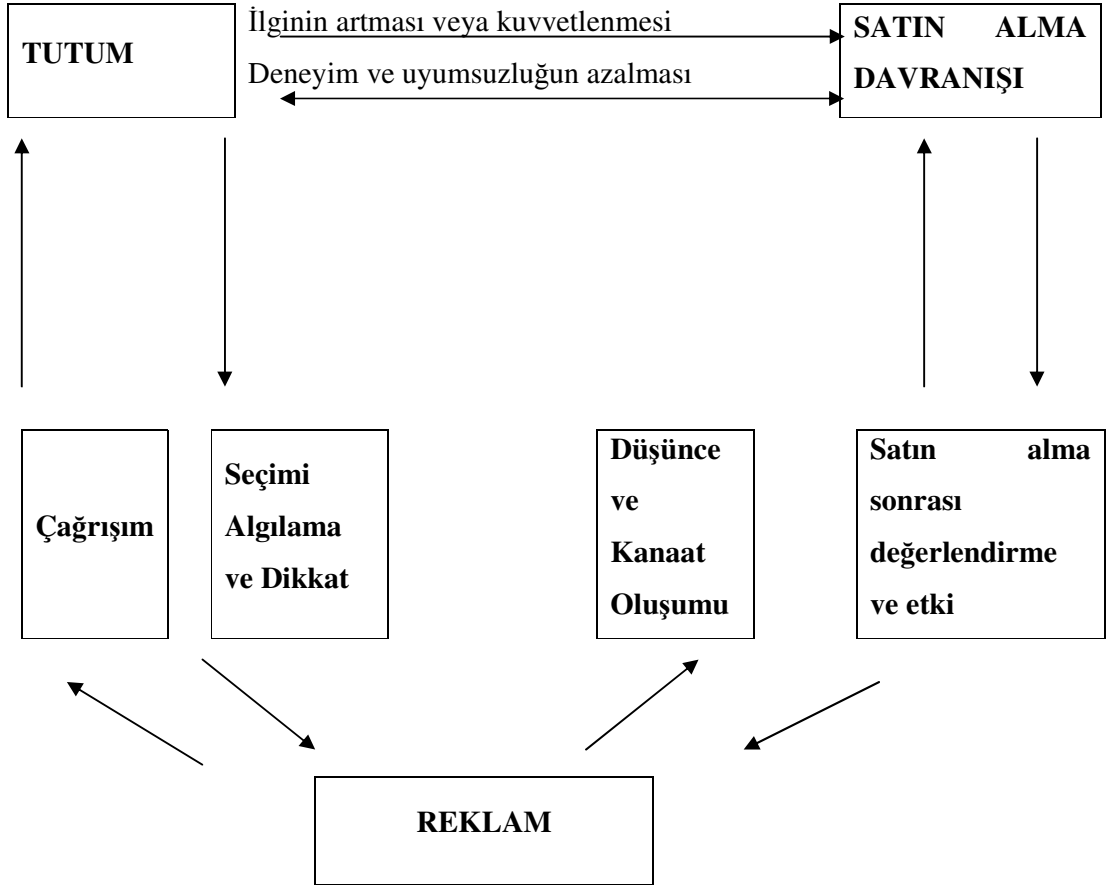 TUTUM
İlginin artması veya kuvvetlenmesi
Deneyim ve uyumsuzluğun azalması
SATIN ALMA
DAVRANIŞI
Çağrışım
Seçimi
Algılama
ve Dikkat
Düşünce
ve
Kanaat
Oluşumu
Satın alma
sonrası
değerlendirme
ve etki
REKLAM